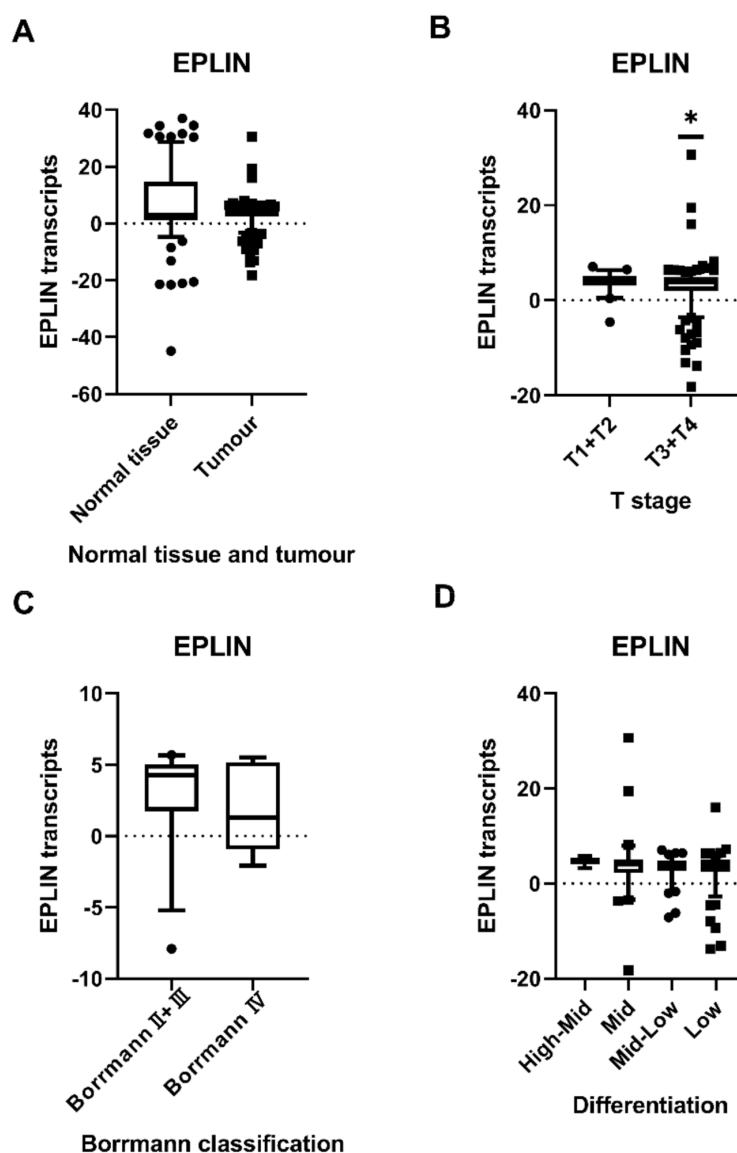 A
EPLIN
EPLIN transcripts
40
20
0
-20
-40
-60
Normal tissue
Tumour
Normal tissue and tumour
B
EPLIN
EPLIN transcripts
40
20
0
-20
*
T1+T2
T3+T4
T stage
C
EPLIN
EPLIN transcripts
10
5
0
-5
-10
Borrmann Ⅱ+Ⅲ
Borrmann Ⅳ
Borrmann classification
D
EPLIN
EPLIN transcripts
40
20
0
-20
High-Mid
Mid
Mid-Low
Low
Differentiation